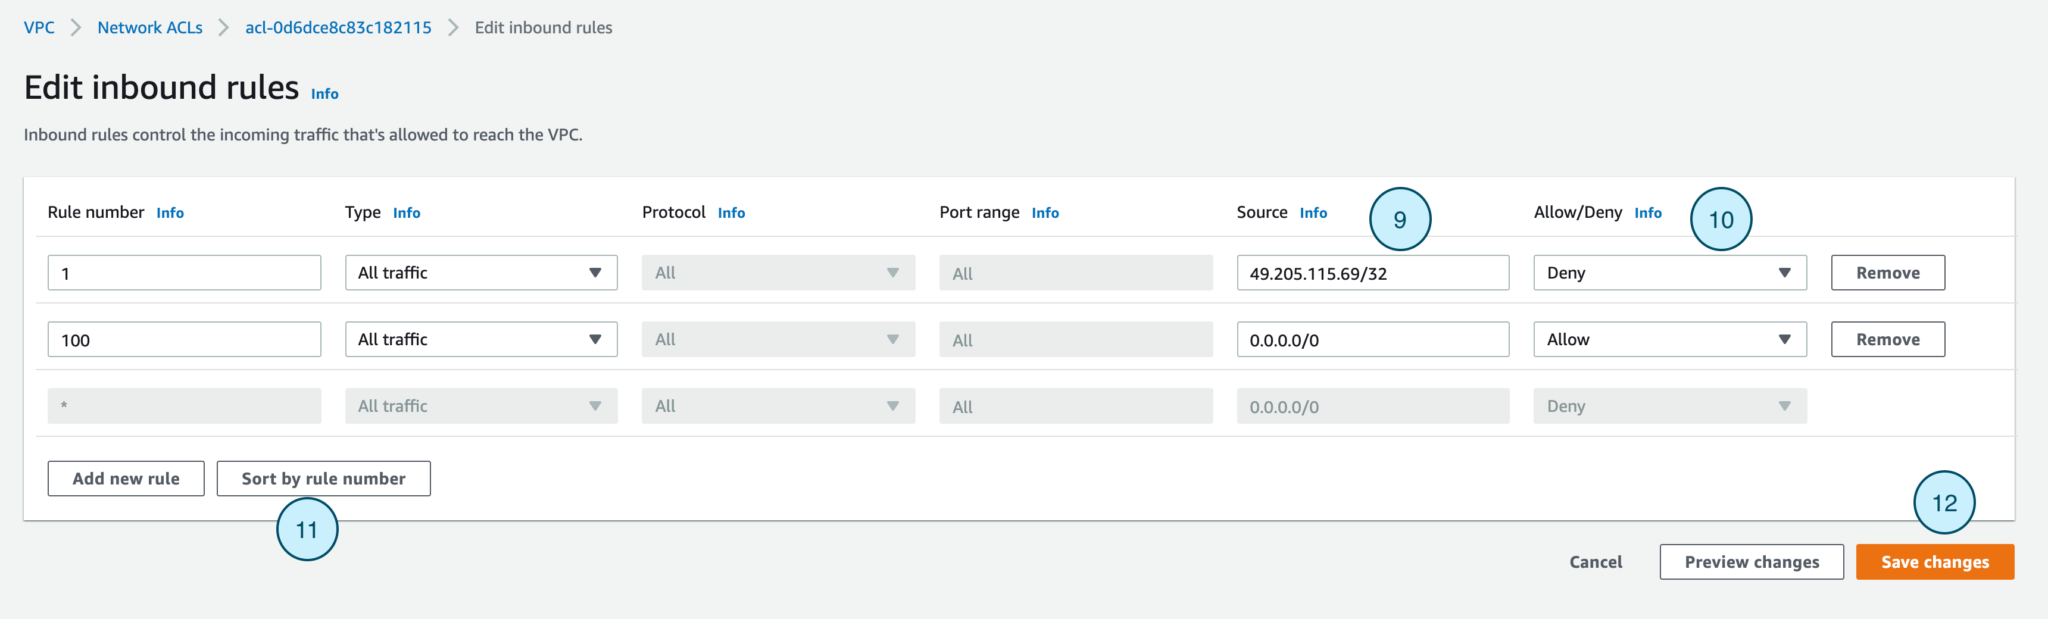 VPC > Network ACLs > acl-0d6dce8c83c182115 > Edit inbound rules
Edit inbound rules Info
Inbound rules control the incoming traffic that's allowed to reach the VPC.
Rule number Info Type Info Protocol Info Port range Info Source Info 9 Allow/Deny Info 10
1 All traffic All All 49.205.115.69/32 Deny Remove
100 All traffic All All 0.0.0.0/0 Allow Remove
* All traffic All All 0.0.0.0/0 Deny
Add new rule Sort by rule number
11 12
Cancel Preview changes Save changes